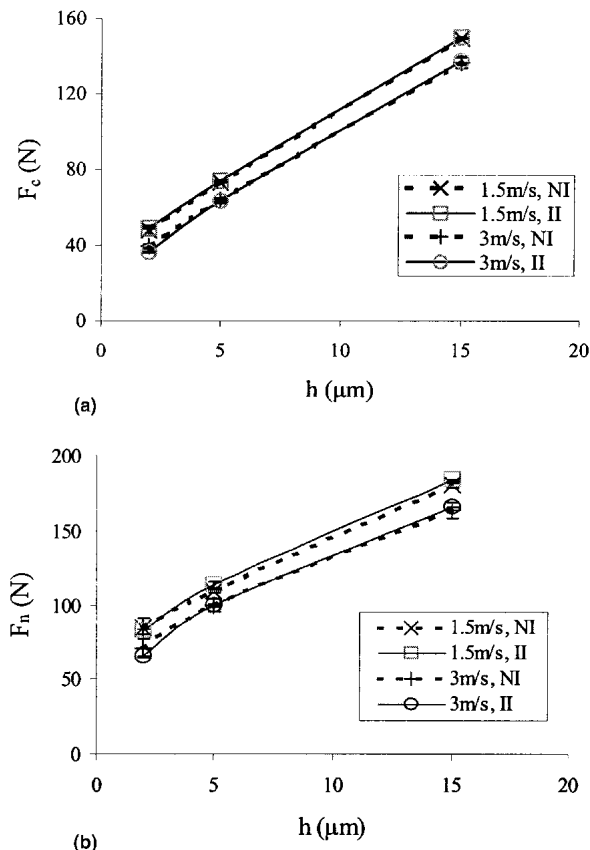 160
120
80
40
0
F_c (N)
1.5m/s, NI
1.5m/s, II
3m/s, NI
3m/s, II
0 5 10 15 20
h (μm)
(a)
200
150
100
50
0
F_n (N)
1.5m/s, NI
1.5m/s, II
3m/s, NI
3m/s, II
0 5 10 15 20
h (μm)
(b)